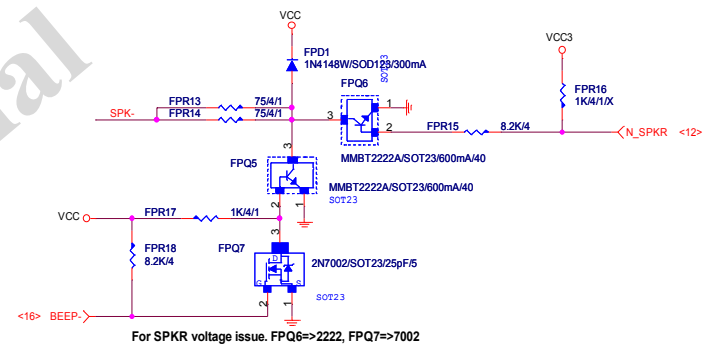 VCC
FPD1
1N4148W/SOD123/300mA
VCC3
FPQ6
SOT23
FPR13 75/4/1
FPR14 75/4/1
SPK-
3
1
2
FPR15 8.2K/4
FPR16
1K/4/1/X
N_SPKR <12>
MMBT2222A/SOT23/600mA/40
3
FPQ5
MMBT2222A/SOT23/600mA/40
SOT23
2
1
VCC
FPR17 1K/4/1
FPR18
8.2K/4
3
FPQ7
D
G
S
2N7002/SOT23/25pF/5
SOT23
2
1
<16> BEEP-
For SPKR voltage issue. FPQ6=>2222, FPQ7=>7002